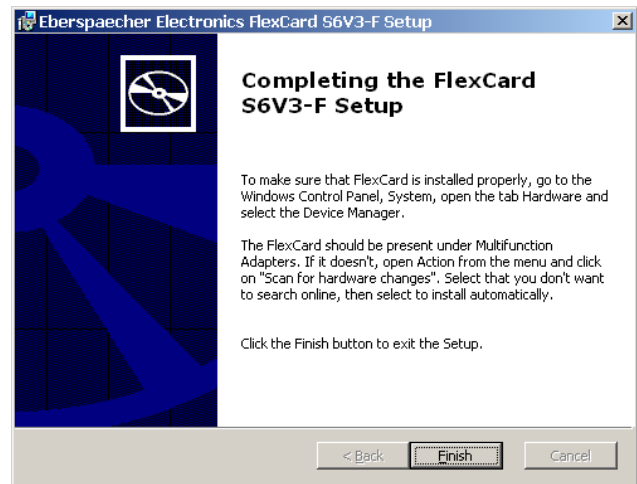 Eberspaecher Electronics FlexCard S6V3-F Setup
Completing the FlexCard
S6V3-F Setup
To make sure that FlexCard is installed properly, go to the
Windows Control Panel, System, open the tab Hardware and
select the Device Manager.
The FlexCard should be present under Multifunction
Adapters. If it doesn't, open Action from the menu and click
on "Scan for hardware changes". Select that you don't want
to search online, then select to install automatically.
Click the Finish button to exit the Setup.
< Back Finish Cancel